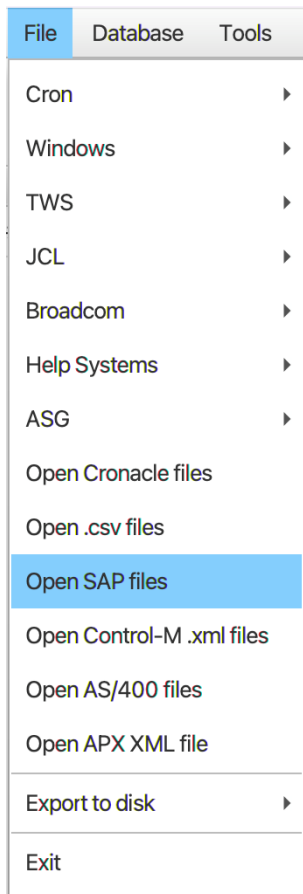 File Database Tools
Cron
Windows
TWS
JCL
Broadcom
Help Systems
ASG
Open Cronacle files
Open .csv files
Open SAP files
Open Control-M .xml files
Open AS/400 files
Open APX XML file
Export to disk
Exit